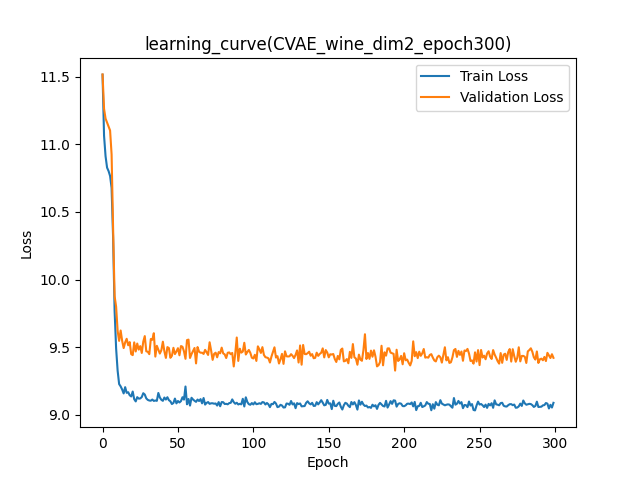 learning_curve(CVAE_wine_dim2_epoch300)
Train Loss
Validation Loss
11.5
11.0
10.5
10.0
9.5
9.0
Loss
0 50 100 150 200 250 300
Epoch